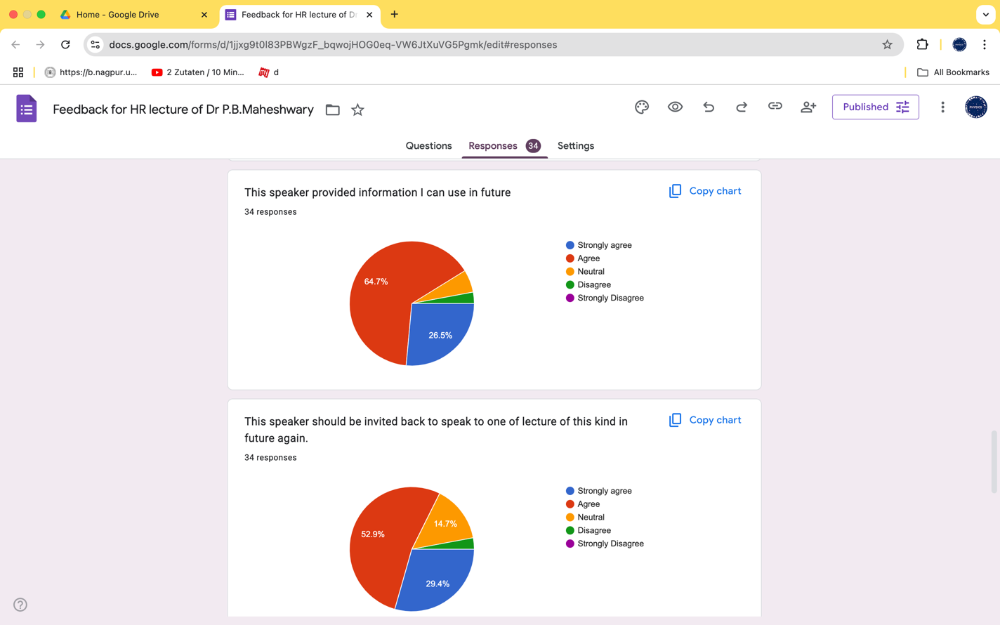 Home - Google Drive
Feedback for HR lecture of D
docs.google.com/forms/d/1jjxg9t0I83PBWgzF_bqwojHOG0eq-VW6JtXuVG5Pgmk/edit#responses
https://b.nagpur.u...
2 Zutaten / 10 Min...
my
d
All Bookmarks
Feedback for HR lecture of Dr P.B.Maheshwary
Published
PHYSICS
Questions
Responses 34
Settings
This speaker provided information I can use in future
Copy chart
34 responses
Strongly agree
Agree
Neutral
Disagree
Strongly Disagree
64.7%
26.5%
This speaker should be invited back to speak to one of lecture of this kind in
future again.
Copy chart
34 responses
Strongly agree
Agree
Neutral
Disagree
Strongly Disagree
14.7%
52.9%
29.4%